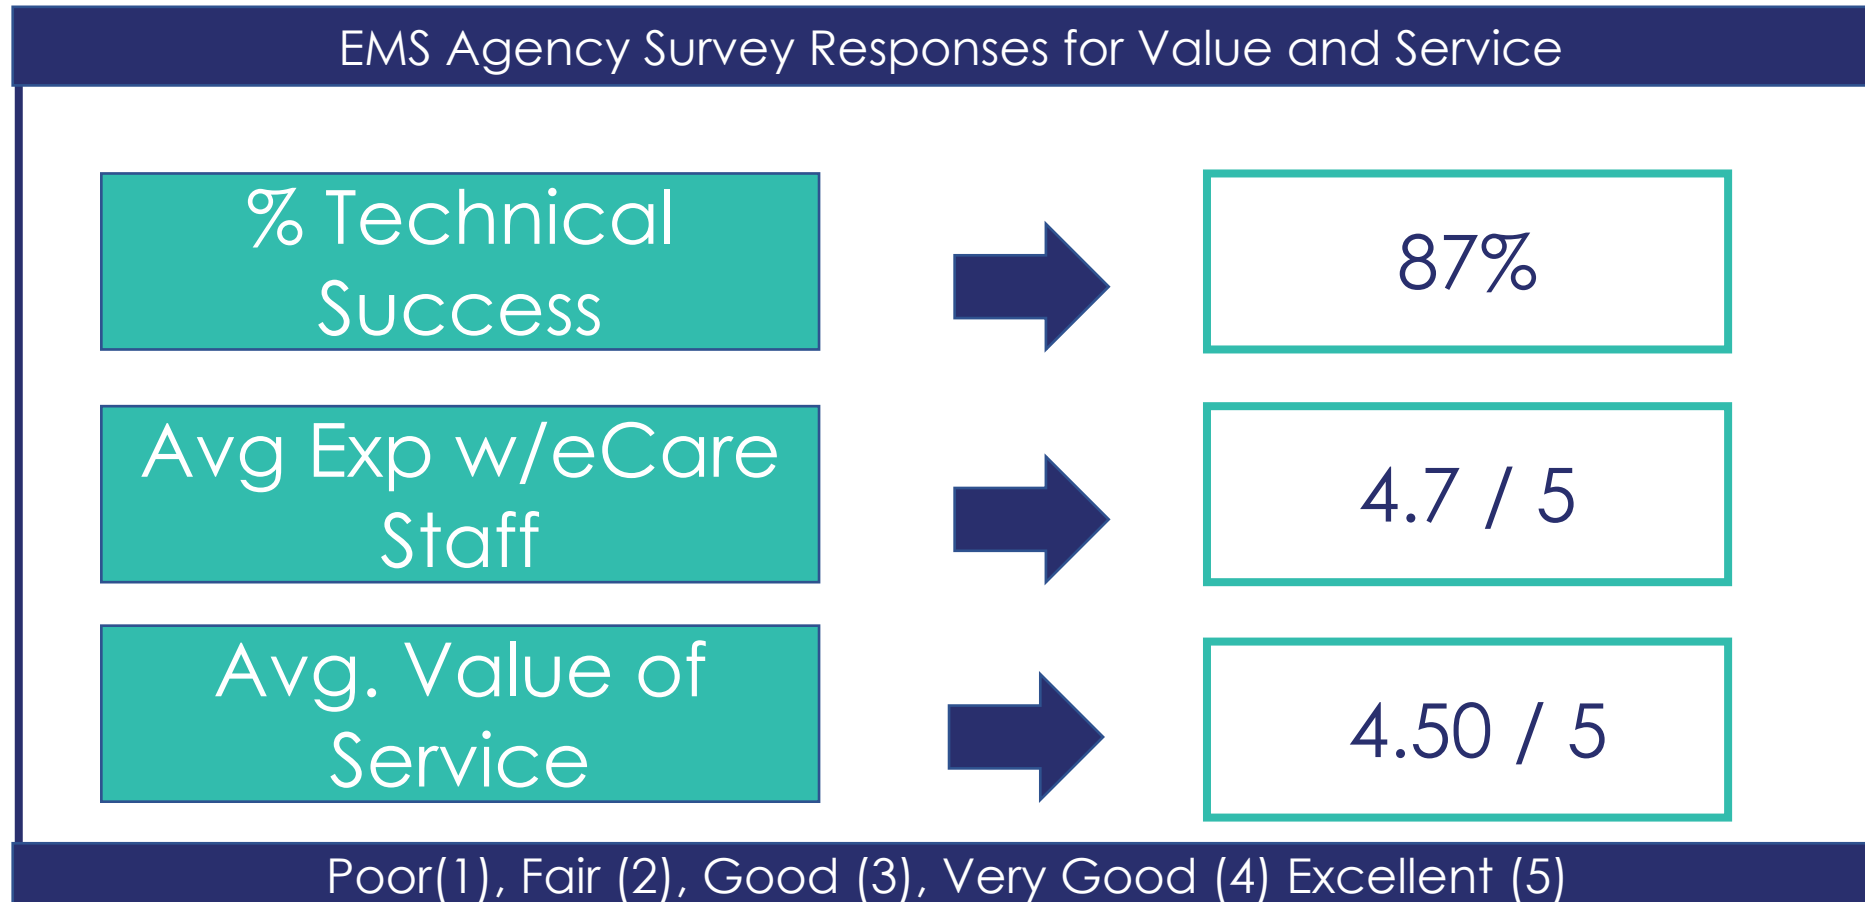 EMS Agency Survey Responses for Value and Service
% Technical
Success
87%
Avg Exp w/eCare
Staff
4.7 / 5
Avg. Value of
Service
4.50 / 5
Poor(1), Fair (2), Good (3), Very Good (4) Excellent (5)